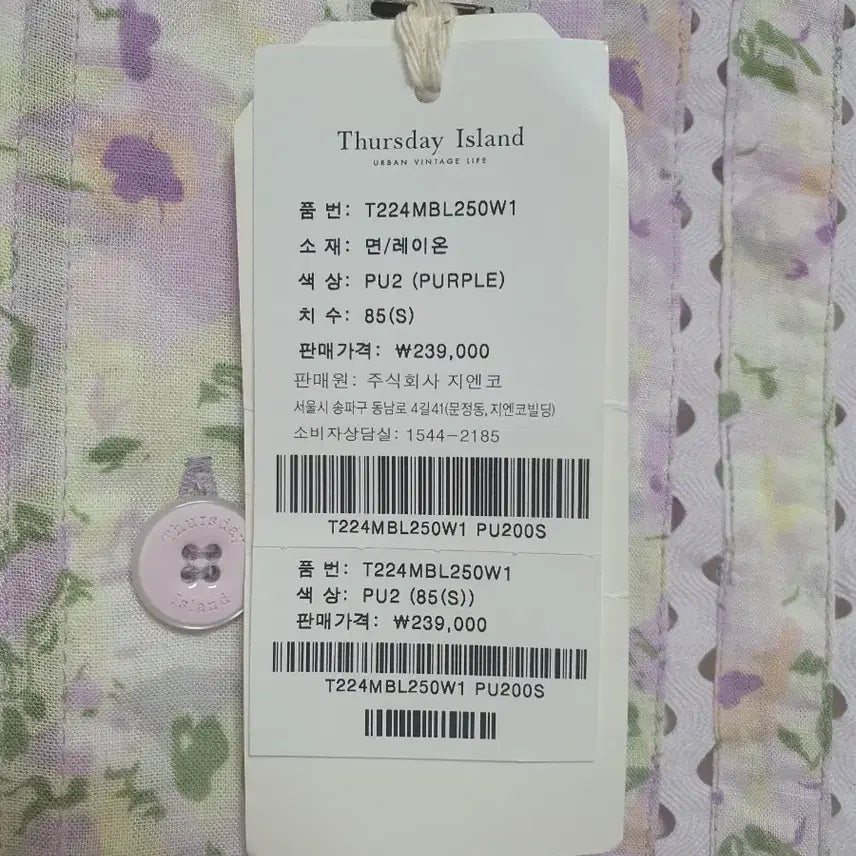 Thursday Island
URBAN VINTAGE LIFE
품 번: T224MBL250W1
소 재: 면/레이온
색 상: PU2 (PURPLE)
치 수: 85(S)
판매가격: ₩239,000
판매원: 주식회사 지엔코
서울시 송파구 동남로 4길41(문정동, 지엔코빌딩)
소비자상담실: 1544-2185
T224MBL250W1 PU200S
품 번: T224MBL250W1
색 상: PU2 (85(S))
판매가격: ₩239,000
T224MBL250W1 PU200S
Thursday
Island